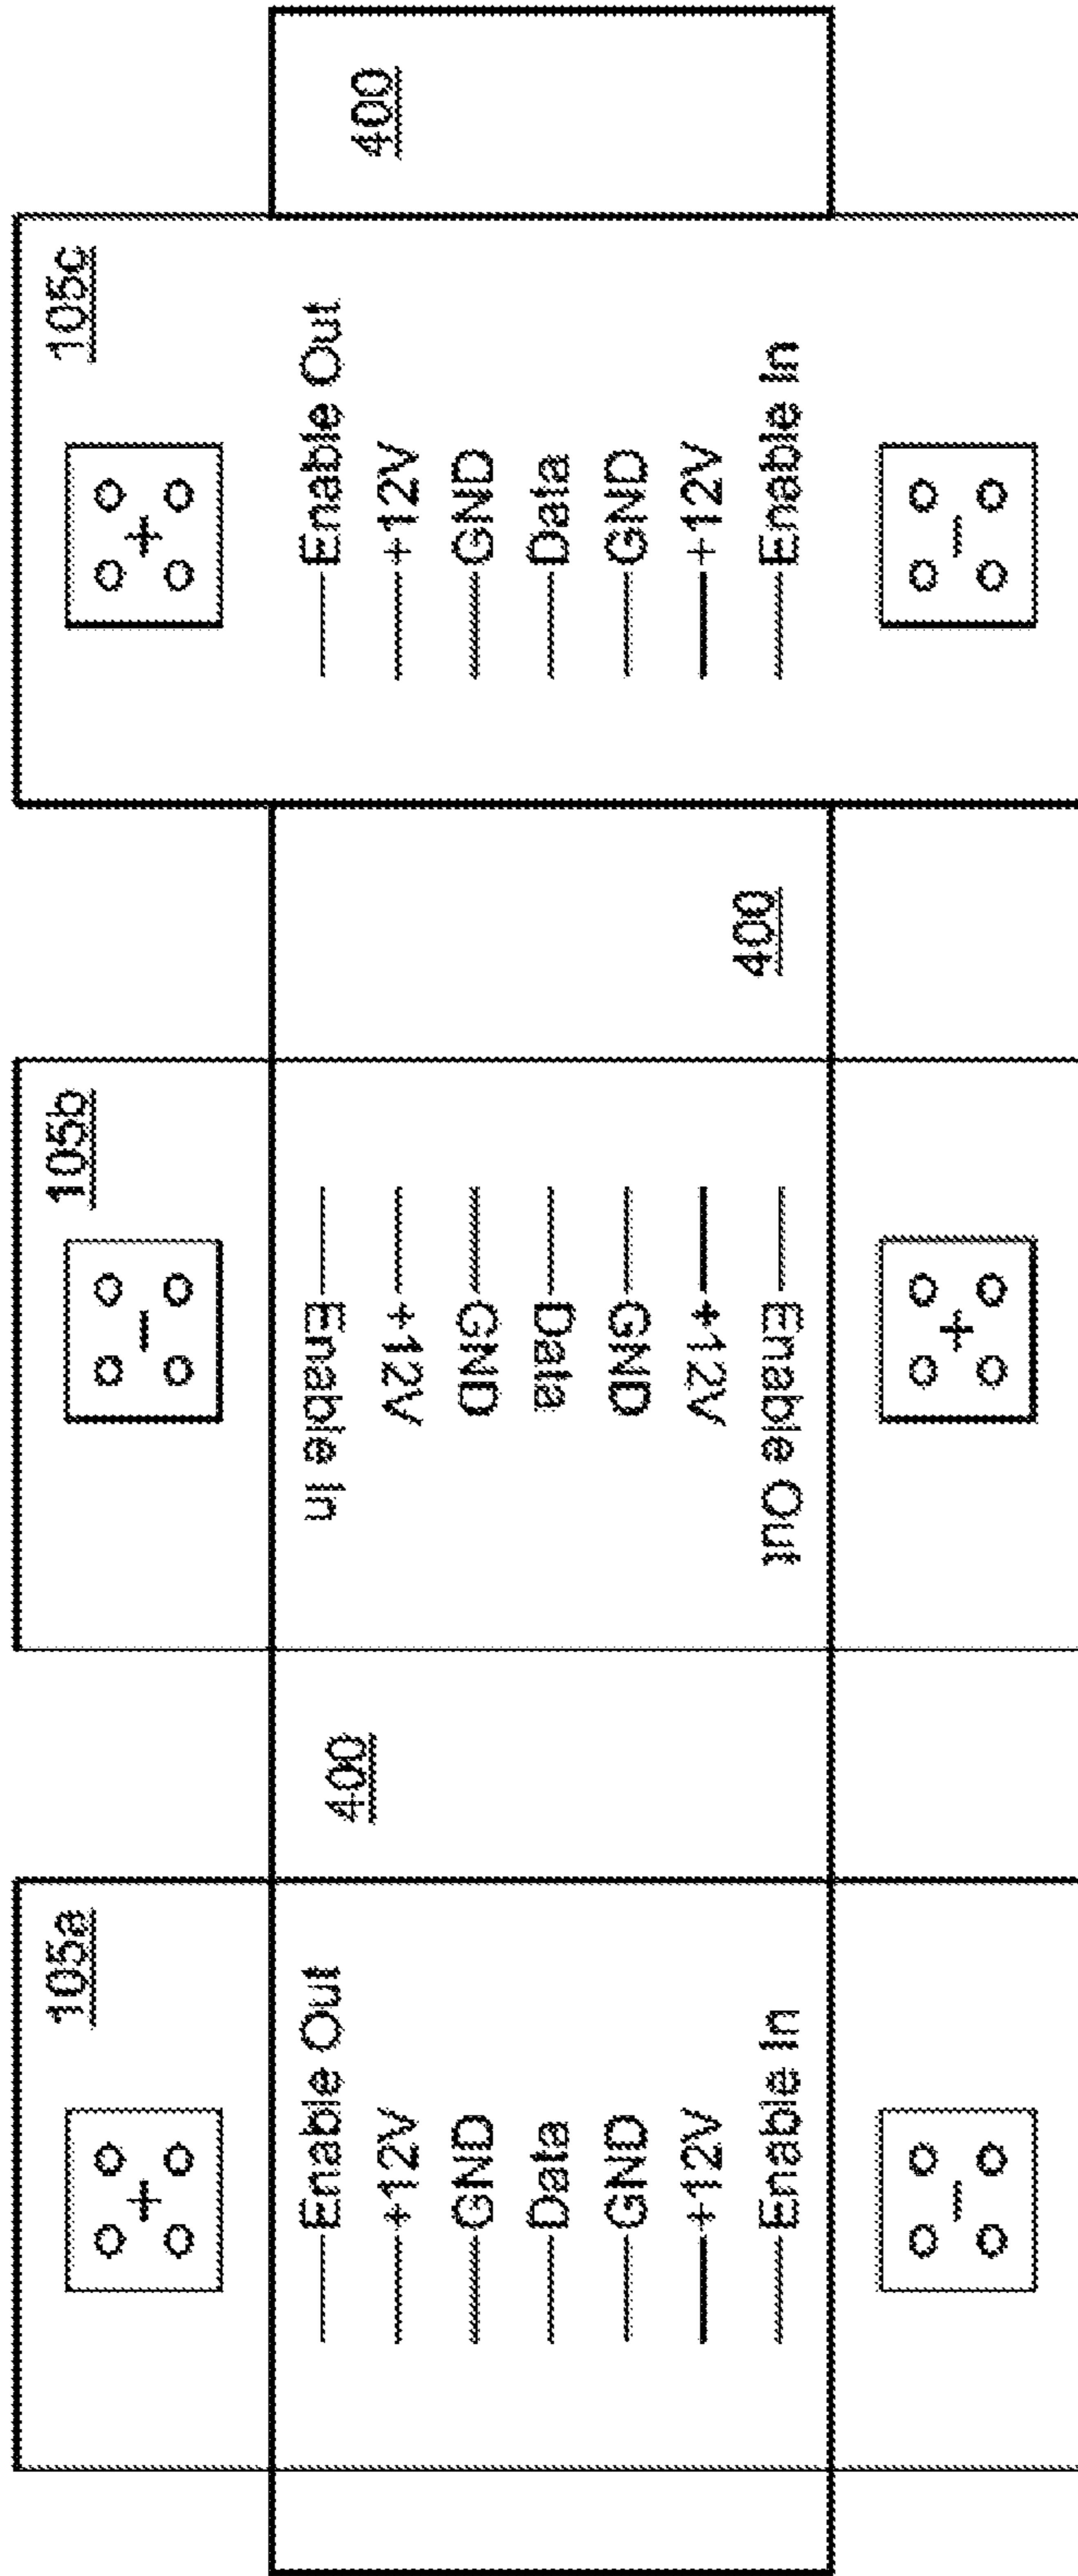 105a
+
Enable Out
+12V
GND
Data
GND
+12V
Enable In
−
400
105b
−
Enable In
+12V
GND
Data
GND
+12V
Enable Out
+
400
105c
+
Enable Out
+12V
GND
Data
GND
+12V
Enable In
−
400